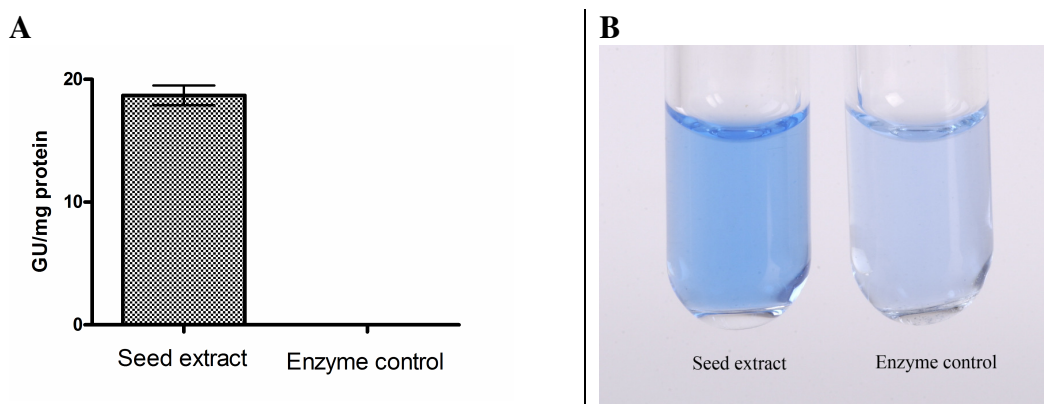 A
20
10
0
GU/mg protein
Seed extract
Enzyme control
B
Seed extract
Enzyme control